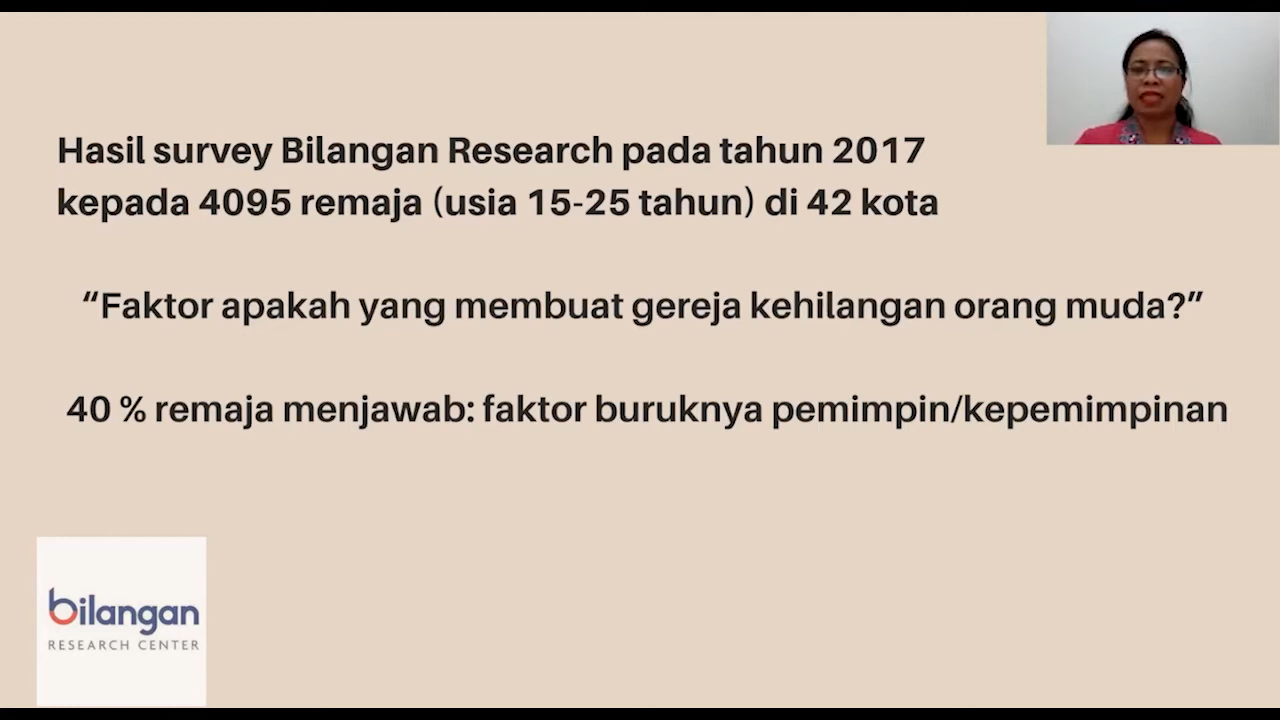 Hasil survey Bilangan Research pada tahun 2017
kepada 4095 remaja (usia 15-25 tahun) di 42 kota
“Faktor apakah yang membuat gereja kehilangan orang muda?”
40 % remaja menjawab: faktor buruknya pemimpin/kepemimpinan
bilangan
RESEARCH CENTER